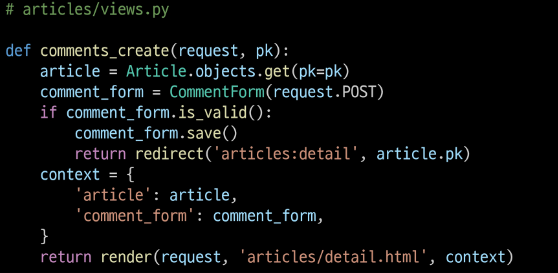 # articles/views.py
def comments_create(request, pk):
    article = Article.objects.get(pk=pk)
    comment_form = CommentForm(request.POST)
    if comment_form.is_valid():
        comment_form.save()
        return redirect('articles:detail', article.pk)
    context = {
        'article': article,
        'comment_form': comment_form,
    }
    return render(request, 'articles/detail.html', context)